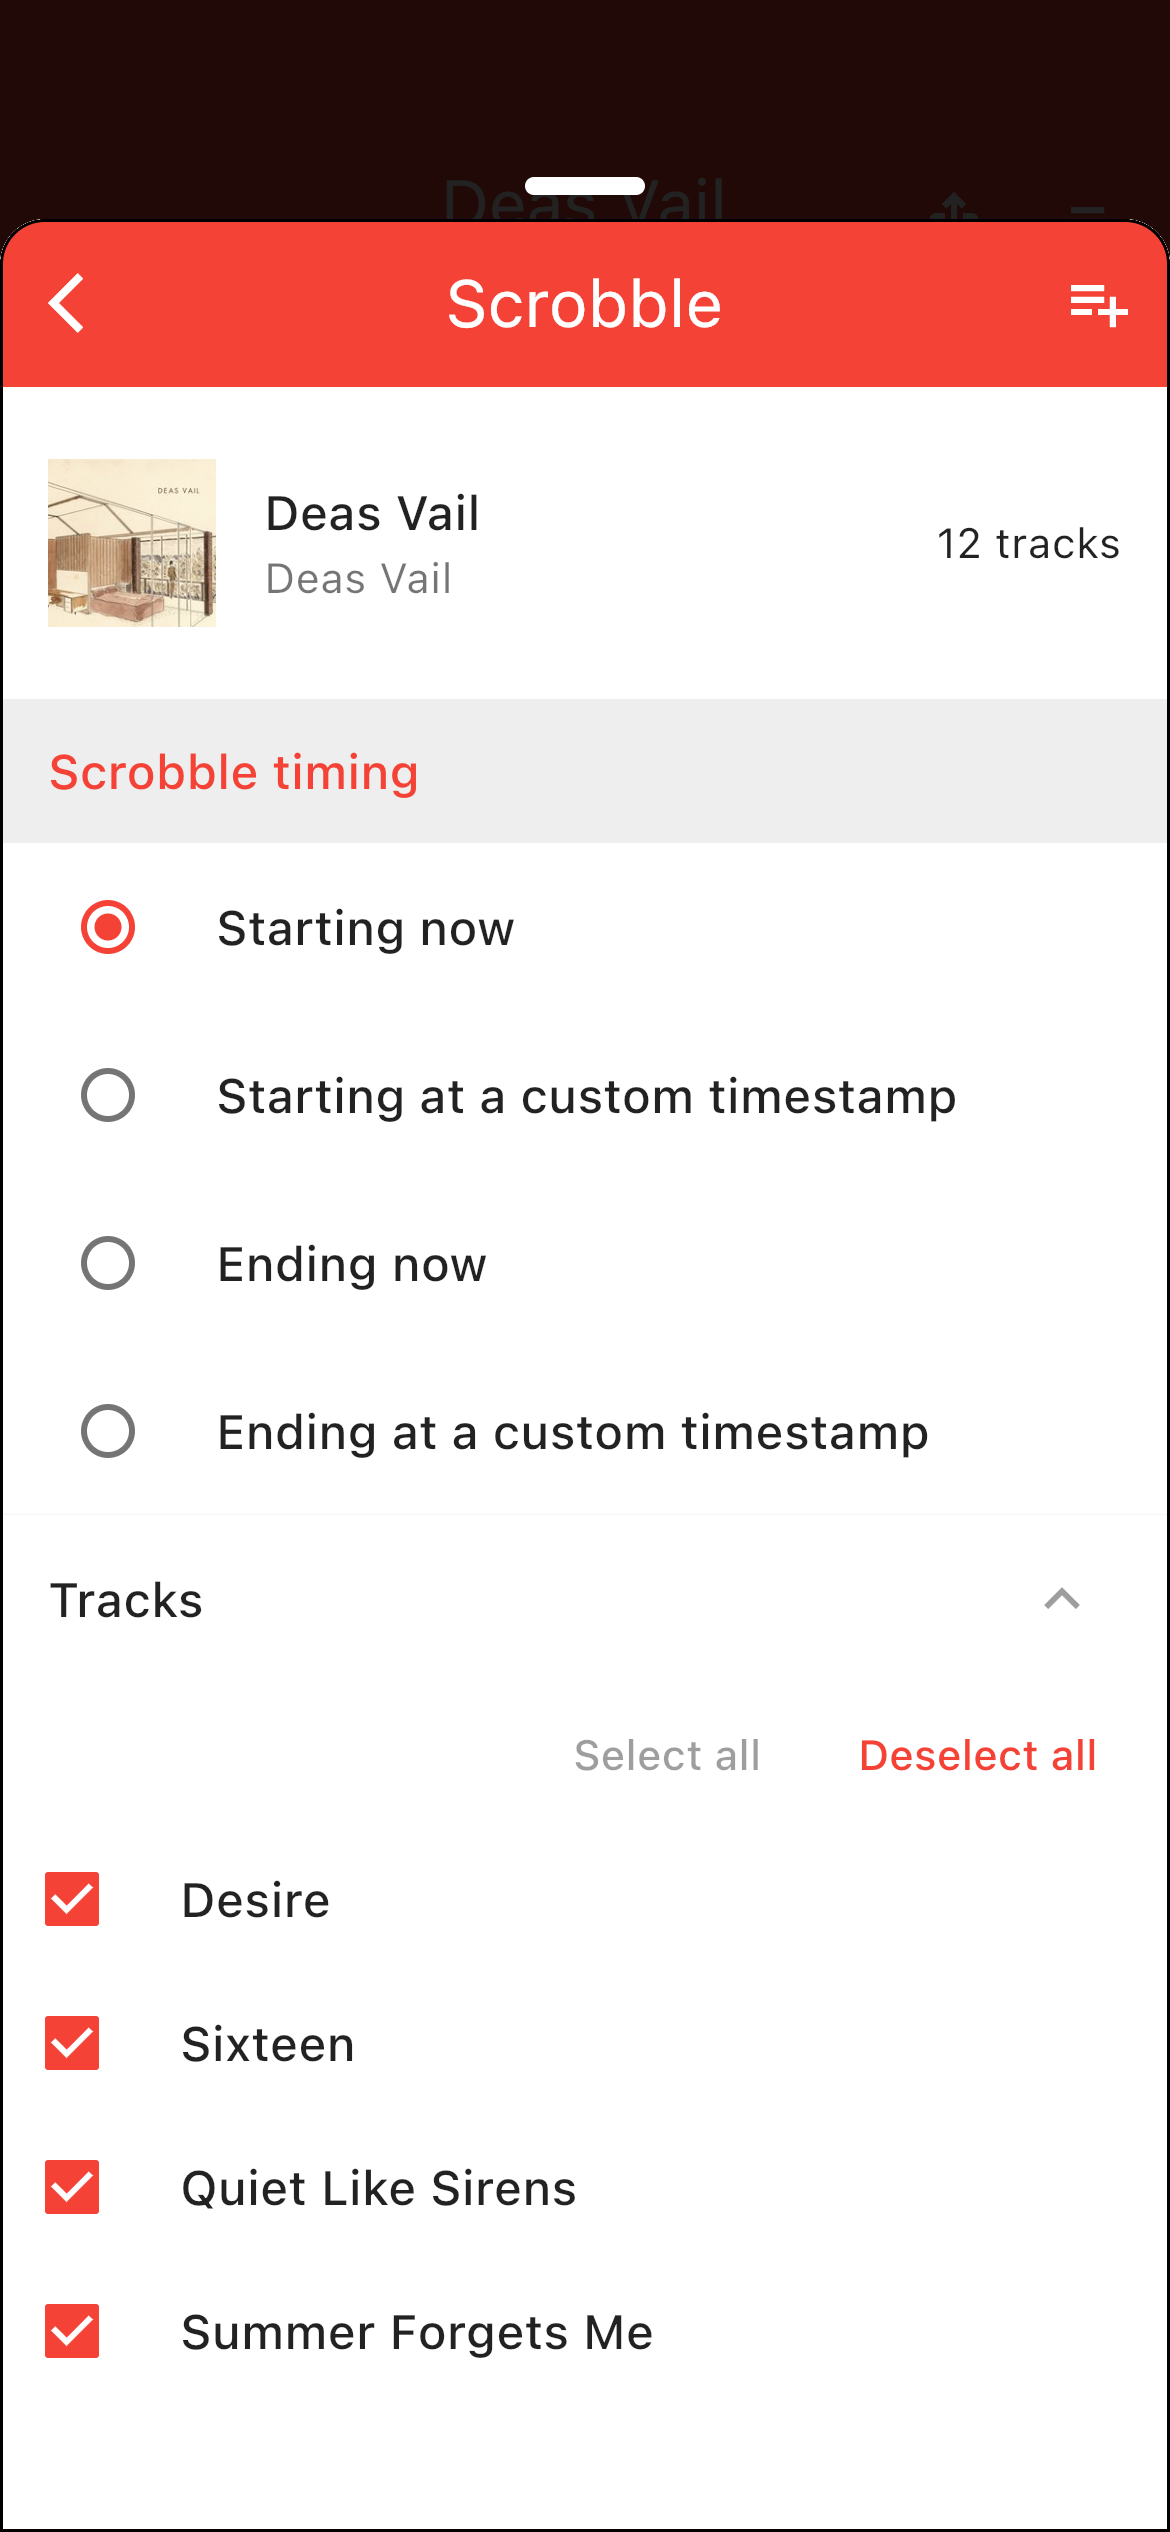 Deas Vail
Scrobble
DEAS VAIL
Deas Vail
Deas Vail
12 tracks
Scrobble timing
Starting now
Starting at a custom timestamp
Ending now
Ending at a custom timestamp
Tracks
Select all
Deselect all
Desire
Sixteen
Quiet Like Sirens
Summer Forgets Me